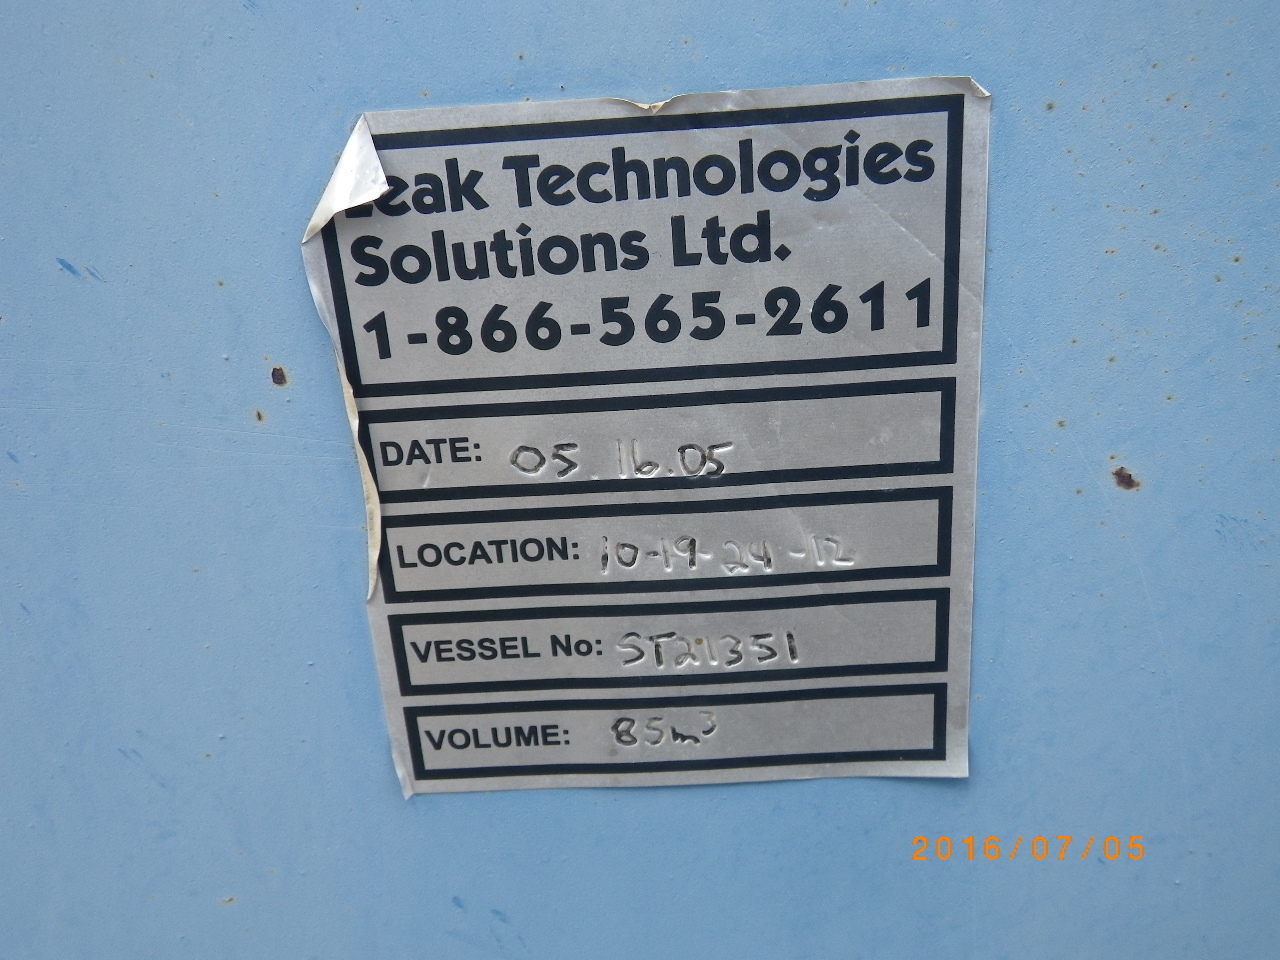 Leak Technologies
Solutions Ltd.
1-866-565-2611
DATE: 05.16.05
LOCATION: 10-19-24-12
VESSEL No: ST21351
VOLUME: 85m³
2016/07/05